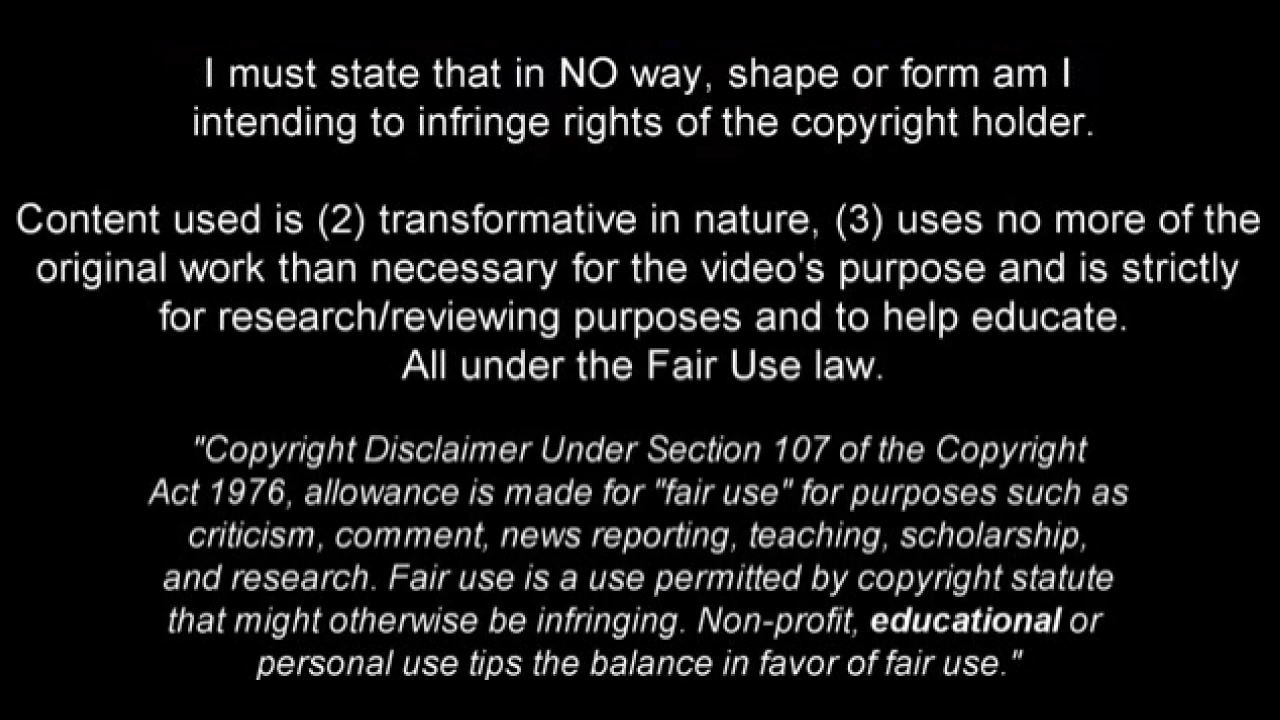 I must state that in NO way, shape or form am I
intending to infringe rights of the copyright holder.
Content used is (2) transformative in nature, (3) uses no more of the
original work than necessary for the video's purpose and is strictly
for research/reviewing purposes and to help educate.
All under the Fair Use law.
"Copyright Disclaimer Under Section 107 of the Copyright
Act 1976, allowance is made for "fair use" for purposes such as
criticism, comment, news reporting, teaching, scholarship,
and research. Fair use is a use permitted by copyright statute
that might otherwise be infringing. Non-profit, educational or
personal use tips the balance in favor of fair use."